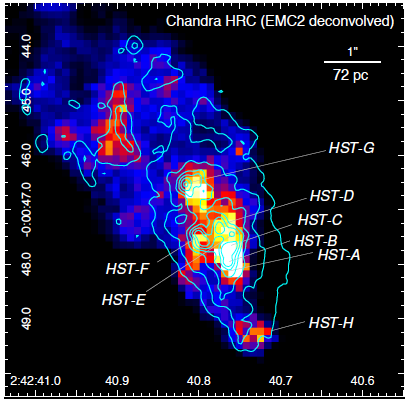 Chandra HRC (EMC2 deconvolved)
1"
72 pc
44.0
45.0
46.0
-0:00:47.0
48.0
49.0
HST-G
HST-D
HST-C
HST-B
HST-A
HST-F
HST-E
HST-H
2:42:41.0 40.9 40.8 40.7 40.6